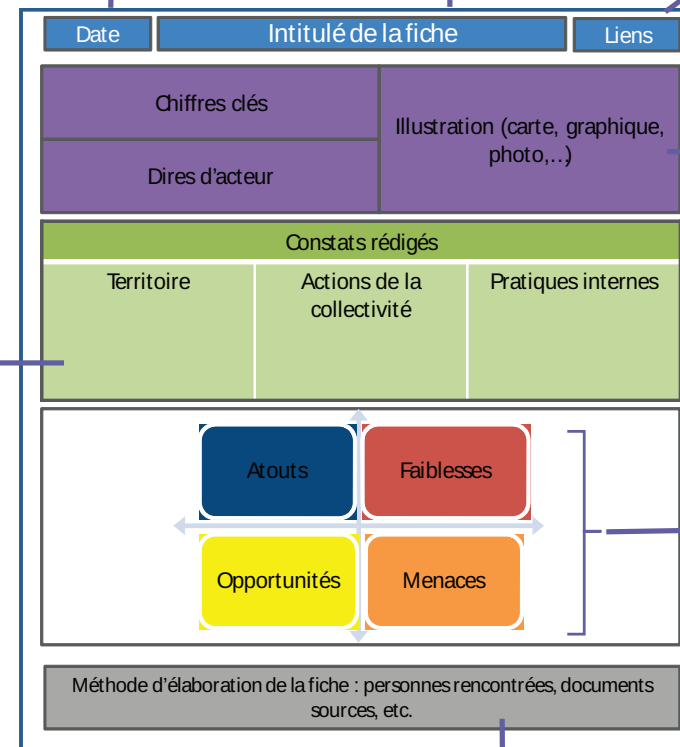 Date
Intitulé de la fiche
Liens
Chiffres clés
Illustration (carte, graphique,
photo,…)
Dires d’acteur
Constats rédigés
Territoire
Actions de la
collectivité
Pratiques internes
Atouts
Faiblesses
Opportunités
Menaces
Méthode d’élaboration de la fiche : personnes rencontrées, documents
sources, etc.